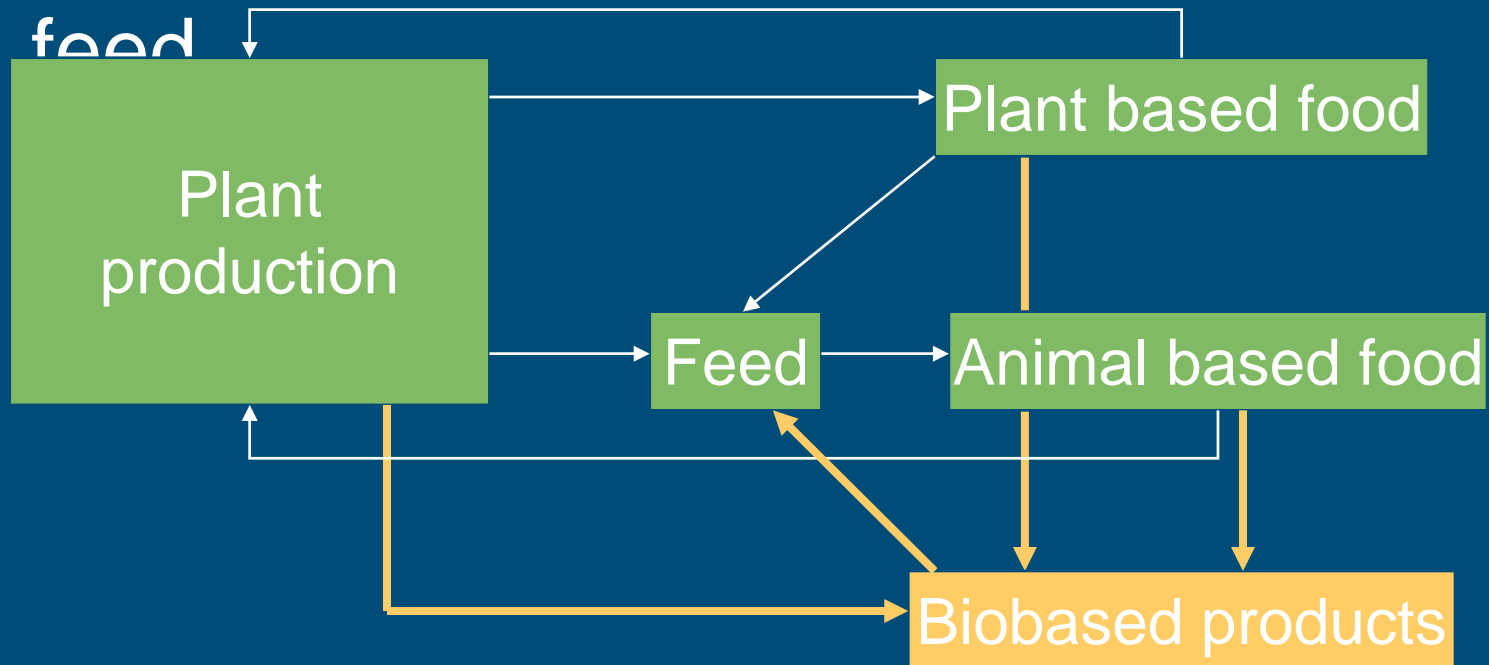 feed
Plant based food
Plant
production
Feed
Animal based food
Biobased products